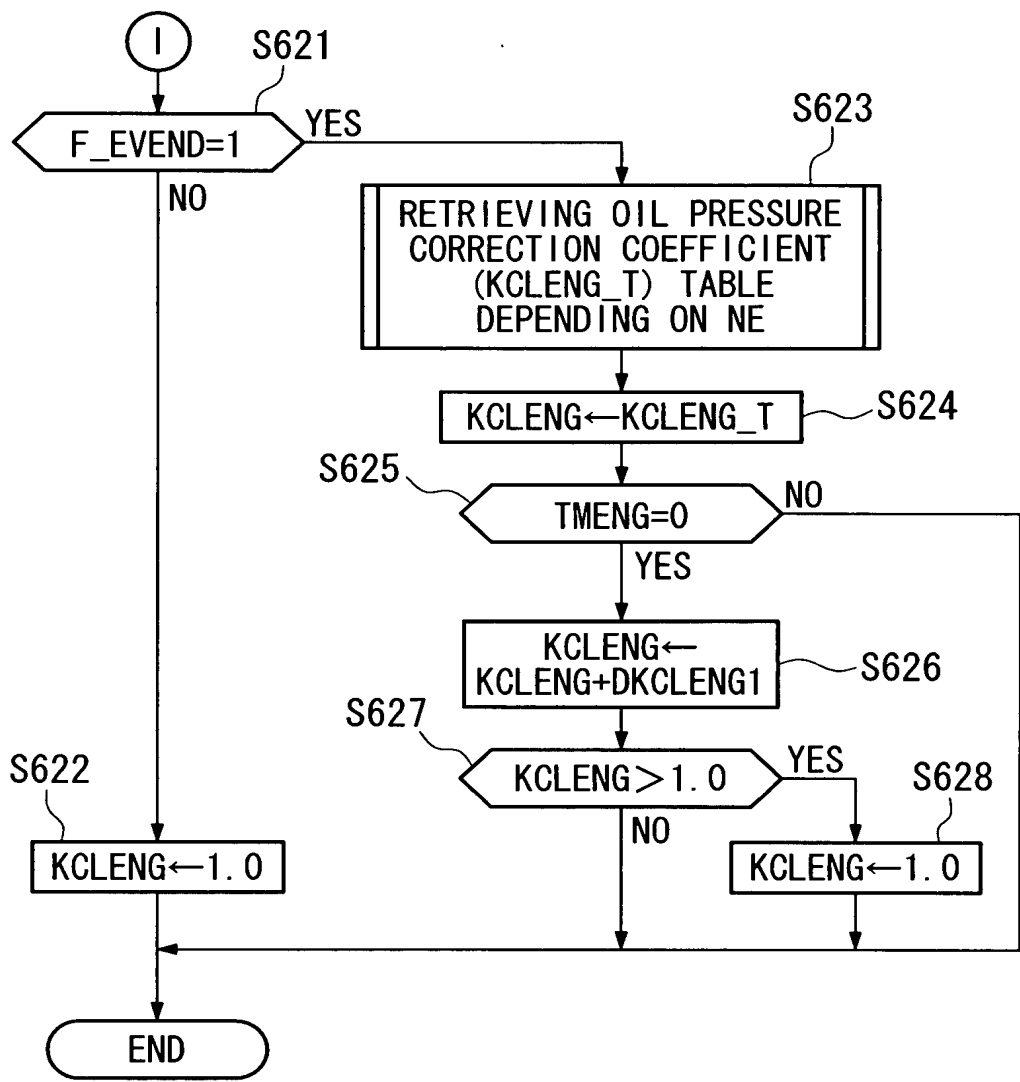 I
S621
F_EVEND=1
YES
NO
S623
RETRIEVING OIL PRESSURE
CORRECTION COEFFICIENT
(KCLENG_T) TABLE
DEPENDING ON NE
KCLENG←KCLENG_T
S624
S625
TMENG=0
NO
YES
KCLENG←
KCLENG+DKCLENG1
S626
S627
KCLENG>1.0
YES
NO
S622
KCLENG←1.0
S628
KCLENG←1.0
END